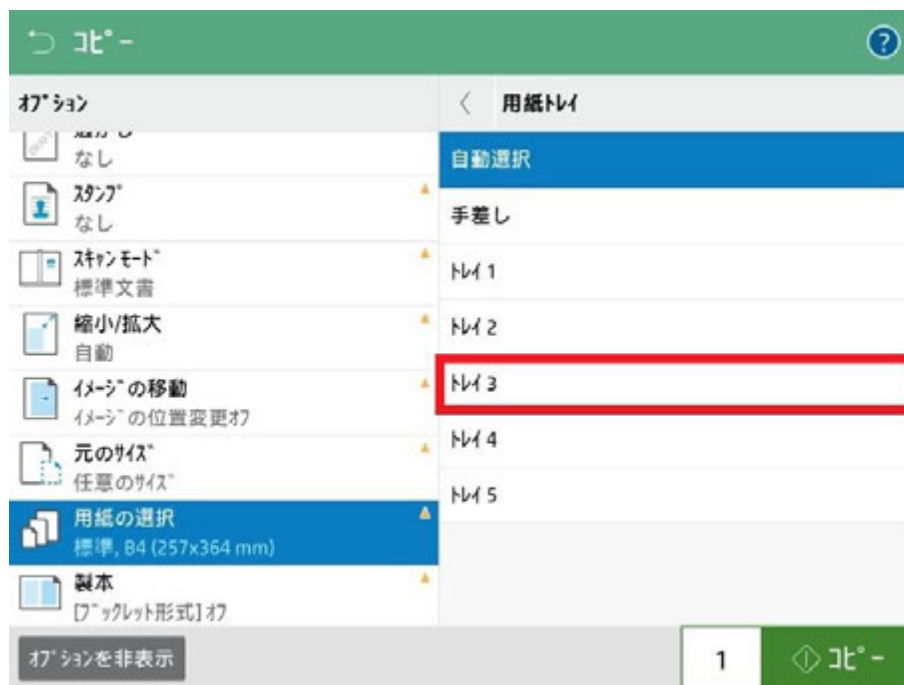 コピー
?
オプション
用紙トレイ
なし
スタンプ
なし
スキャンモード
標準文書
縮小/拡大
自動
イメージの移動
イメージの位置変更オフ
元のサイズ
任意のサイズ
用紙の選択
標準, B4 (257x364 mm)
製本
[ブックレット形式] オフ
自動選択
手差し
トレイ 1
トレイ 2
トレイ 3
トレイ 4
トレイ 5
オプションを非表示
1
コピー